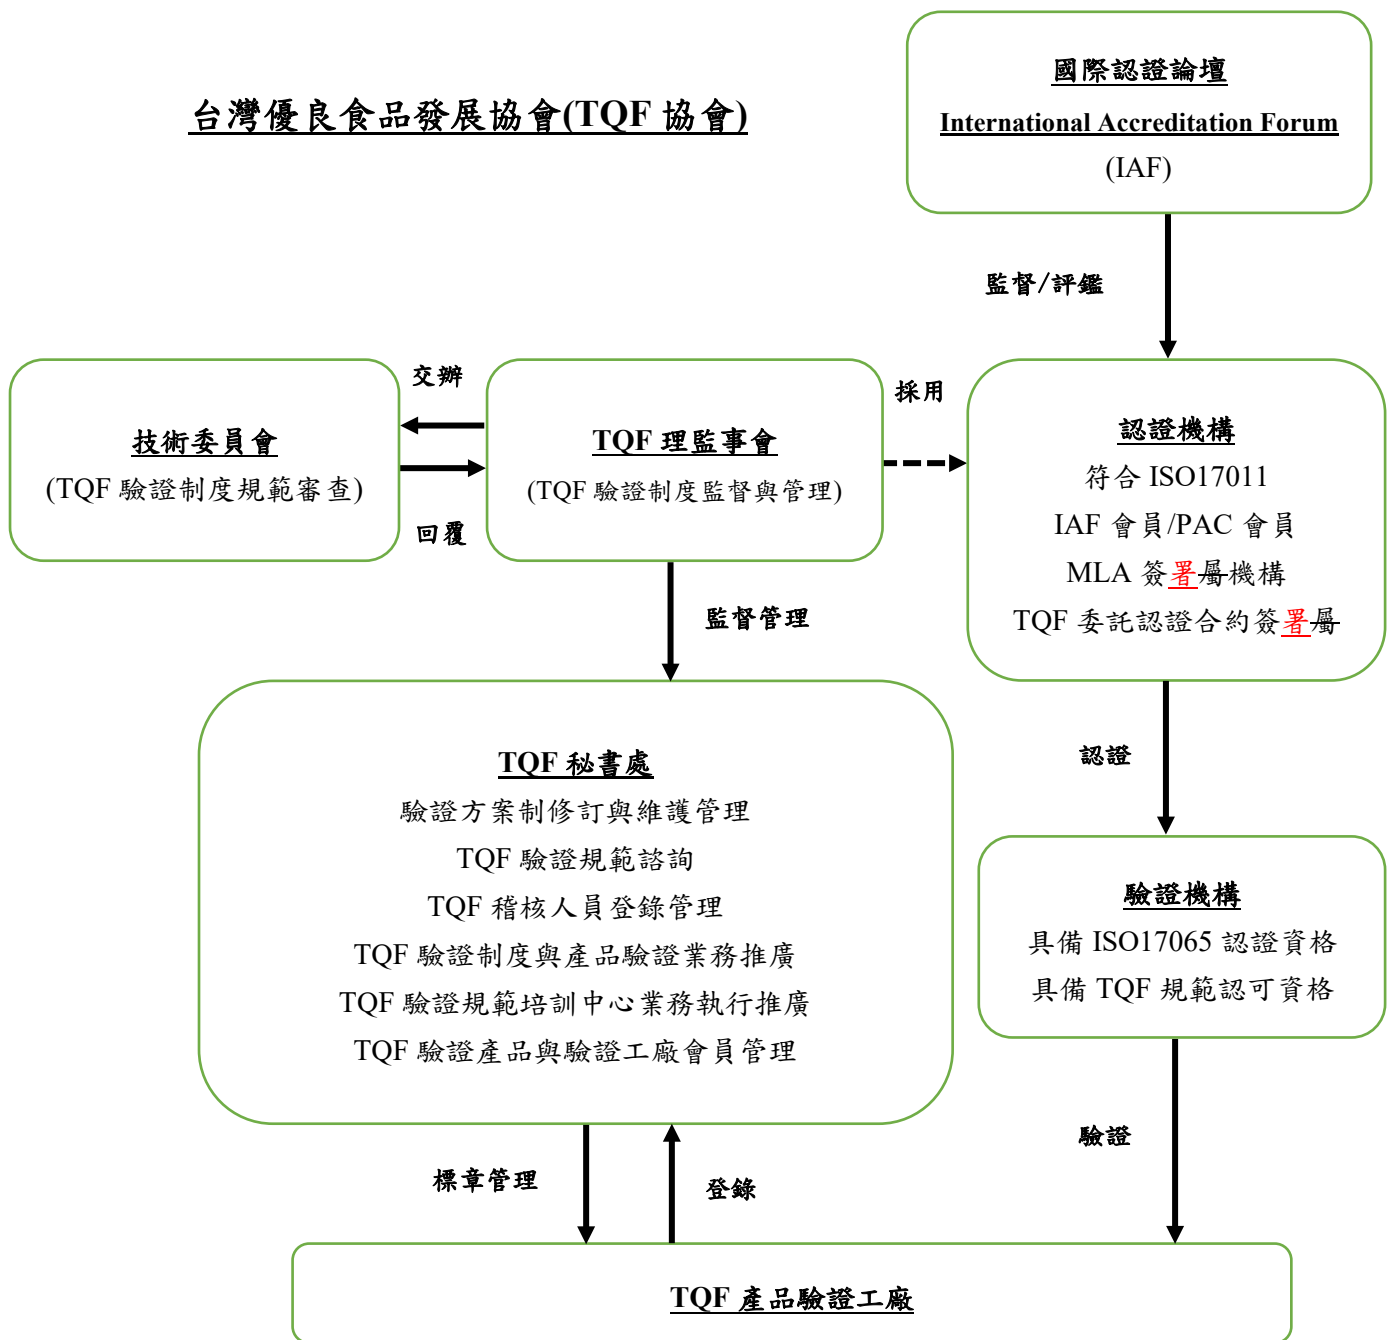 台灣優良食品發展協會(TQF 協會)
國際認證論壇
International Accreditation Forum
(IAF)
監督/評鑑
技術委員會
(TQF 驗證制度規範審查)
交辦
回覆
TQF 理監事會
(TQF 驗證制度監督與管理)
採用
認證機構
符合 ISO17011
IAF 會員/PAC 會員
MLA 簽署屬機構
TQF 委託認證合約簽署屬
監督管理
TQF 秘書處
驗證方案制修訂與維護管理
TQF 驗證規範諮詢
TQF 稽核人員登錄管理
TQF 驗證制度與產品驗證業務推廣
TQF 驗證規範培訓中心業務執行推廣
TQF 驗證產品與驗證工廠會員管理
認證
驗證機構
具備 ISO17065 認證資格
具備 TQF 規範認可資格
標章管理
登錄
驗證
TQF 產品驗證工廠